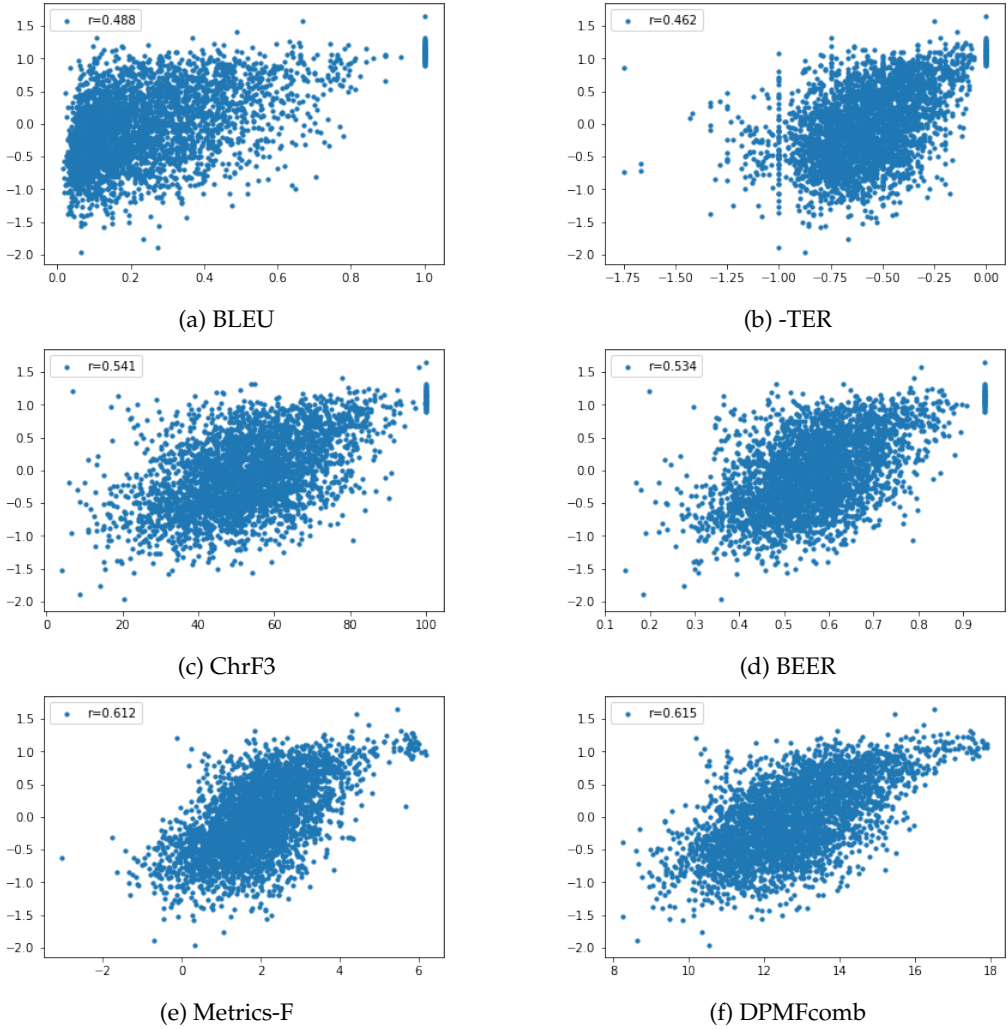 r=0.488
1.5
1.0
0.5
0.0
−0.5
−1.0
−1.5
−2.0
0.0 0.2 0.4 0.6 0.8 1.0
(a) BLEU
r=0.462
1.5
1.0
0.5
0.0
−0.5
−1.0
−1.5
−2.0
−1.75 −1.50 −1.25 −1.00 −0.75 −0.50 −0.25 0.00
(b) -TER
r=0.541
1.5
1.0
0.5
0.0
−0.5
−1.0
−1.5
−2.0
0 20 40 60 80 100
(c) ChrF3
r=0.534
1.5
1.0
0.5
0.0
−0.5
−1.0
−1.5
−2.0
0.1 0.2 0.3 0.4 0.5 0.6 0.7 0.8 0.9
(d) BEER
r=0.612
1.5
1.0
0.5
0.0
−0.5
−1.0
−1.5
−2.0
−2 0 2 4 6
(e) Metrics-F
r=0.615
1.5
1.0
0.5
0.0
−0.5
−1.0
−1.5
−2.0
8 10 12 14 16 18
(f) DPMFcomb